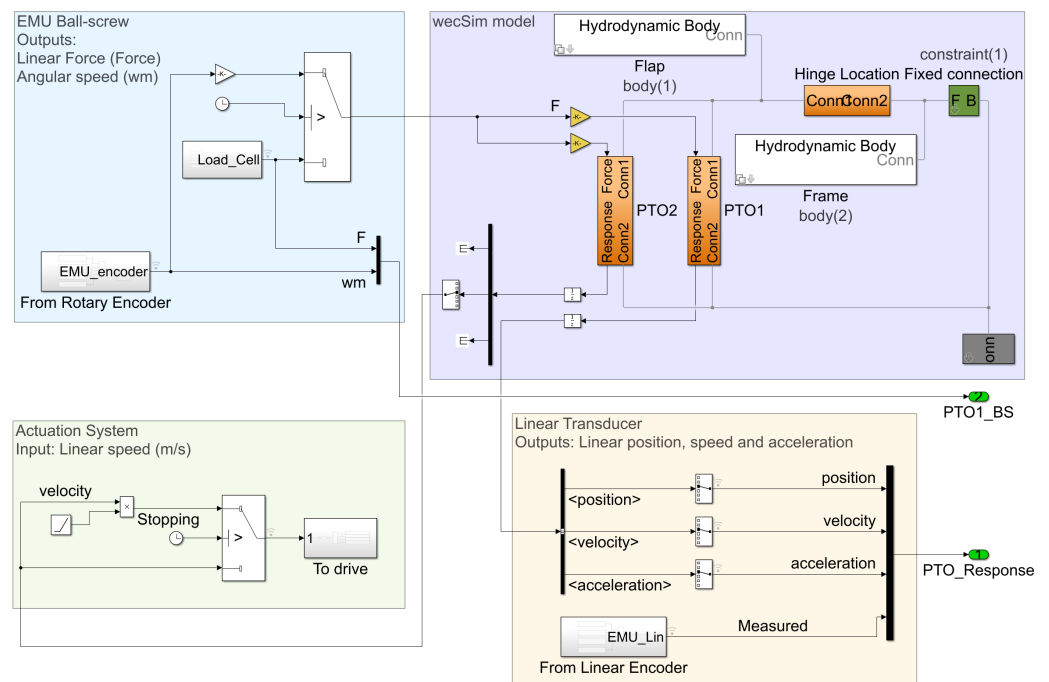 EMU Ball-screw
Outputs:
Linear Force (Force)
Angular speed (wm)
-K-
>
Load_Cell
EMU_encoder
From Rotary Encoder
F
wm
wecSim model
Hydrodynamic Body
Conn
Flap
body(1)
constraint(1)
Hinge Location
Fixed connection
Conn1
Conn2
F B
Hydrodynamic Body
Conn
Frame
body(2)
F
-K-
-K-
Response Force
Conn2 Conn1
PTO2
Response Force
Conn2 Conn1
PTO1
onn
2
PTO1_BS
Actuation System
Input: Linear speed (m/s)
velocity
×
Stopping
>
1
To drive
Linear Transducer
Outputs: Linear position, speed and acceleration
<position>
position
<velocity>
velocity
<acceleration>
acceleration
EMU_Lin
Measured
From Linear Encoder
1
PTO_Response